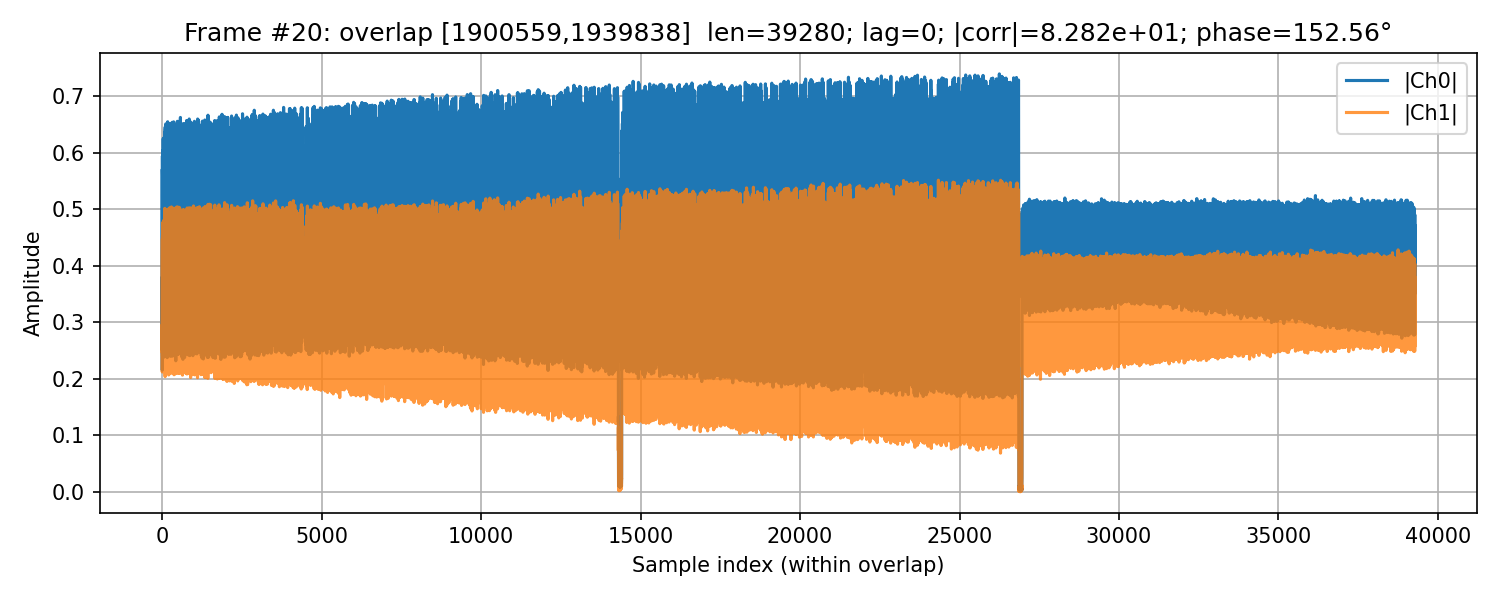 Frame #20: overlap [1900559,1939838]  len=39280; lag=0; |corr|=8.282e+01; phase=152.56°
|Ch0|
|Ch1|
Amplitude
0.7
0.6
0.5
0.4
0.3
0.2
0.1
0.0
0 5000 10000 15000 20000 25000 30000 35000 40000
Sample index (within overlap)